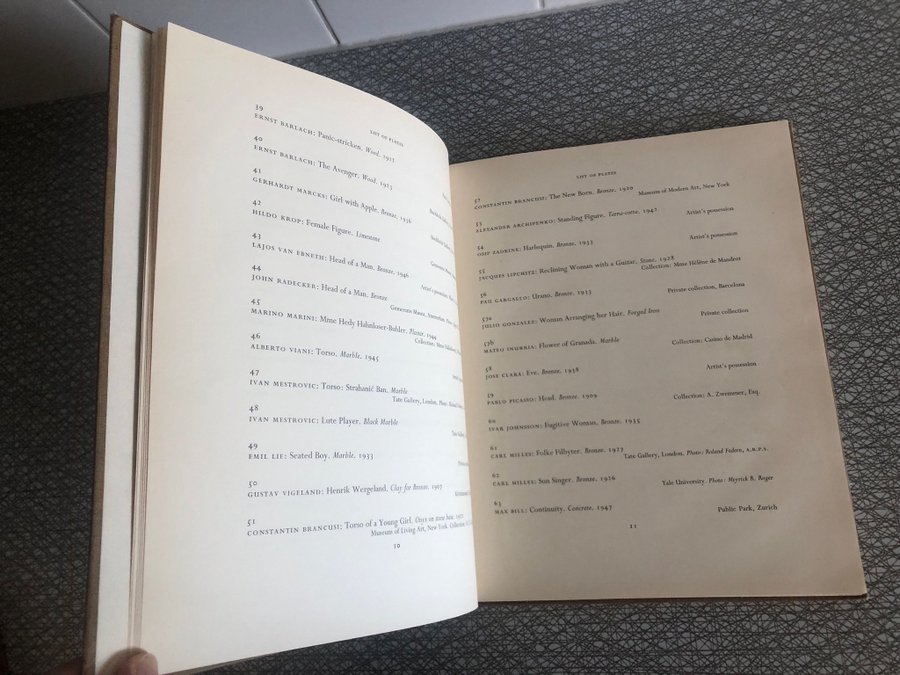 LIST OF PLATES
39
ERNST BARLACH: Panic-stricken. Wood. 1912
40
ERNST BARLACH: The Avenger. Wood. 1923
41
GERHARDT MARCKS: Girl with Apple. Bronze, 1936
42
HILDO KROP: Female Figure. Limestone
43
LAJOS VAN EBNETH: Head of a Man. Bronze, 1946
44
JOHN RADECKER: Head of a Man. Bronze
45
MARINO MARINI: Mme Hedy Hahnloser-Buhler. Plaster. 1944
46
ALBERTO VIANI: Torso. Marble. 1945
47
IVAN MESTROVIC: Torso: Strahanić Ban. Marble
Tate Gallery, London.
48
IVAN MESTROVIC: Lute Player. Black Marble
49
EMIL LIE: Seated Boy. Marble. 1933
50
GUSTAV VIGELAND: Henrik Wergeland. Clay for Bronze. 1907
51
CONSTANTIN BRANCUSI: Torso of a Young Girl. Onyx on stone base. 1922
Museum of Living Art, New York.
10
LIST OF PLATES
52
CONSTANTIN BRANCUSI: The New Born. Bronze, 1920
Museum of Modern Art, New York
53
ALEXANDER ARCHIPENKO: Standing Figure. Terra-cotte. 1942
Artist's possession
54
OSIP ZADKINE: Harlequin. Bronze. 1933
Artist's possession
55
JACQUES LIPCHITZ: Reclining Woman with a Guitar. Stone. 1928
Collection: Mme Hélène de Mandrot
56
PAU GARGALLO: Urano. Bronze. 1933
Private collection, Barcelona
57a
JULIO GONZALEZ: Woman Arranging her Hair. Forged Iron
Private collection
57b
MATEO INURRIA: Flower of Granada. Marble
Collection: Casino de Madrid
58
JOSE CLARA: Eve. Bronze. 1938
Artist's possession
59
PABLO PICASSO: Head. Bronze. 1909
Collection: A. Zwemmer, Esq.
60
IVAR JOHNSSON: Fugitive Woman. Bronze. 1935
61
CARL MILLES: Folke Filbyter. Bronze. 1927
Tate Gallery, London. Photo: Roland Federn, A.R.P.S.
62
CARL MILLES: Sun Singer. Bronze. 1926
Yale University. Photo: Meyrick R. Roger
63
MAX BILL: Continuity. Concrete. 1947
Public Park, Zurich
11